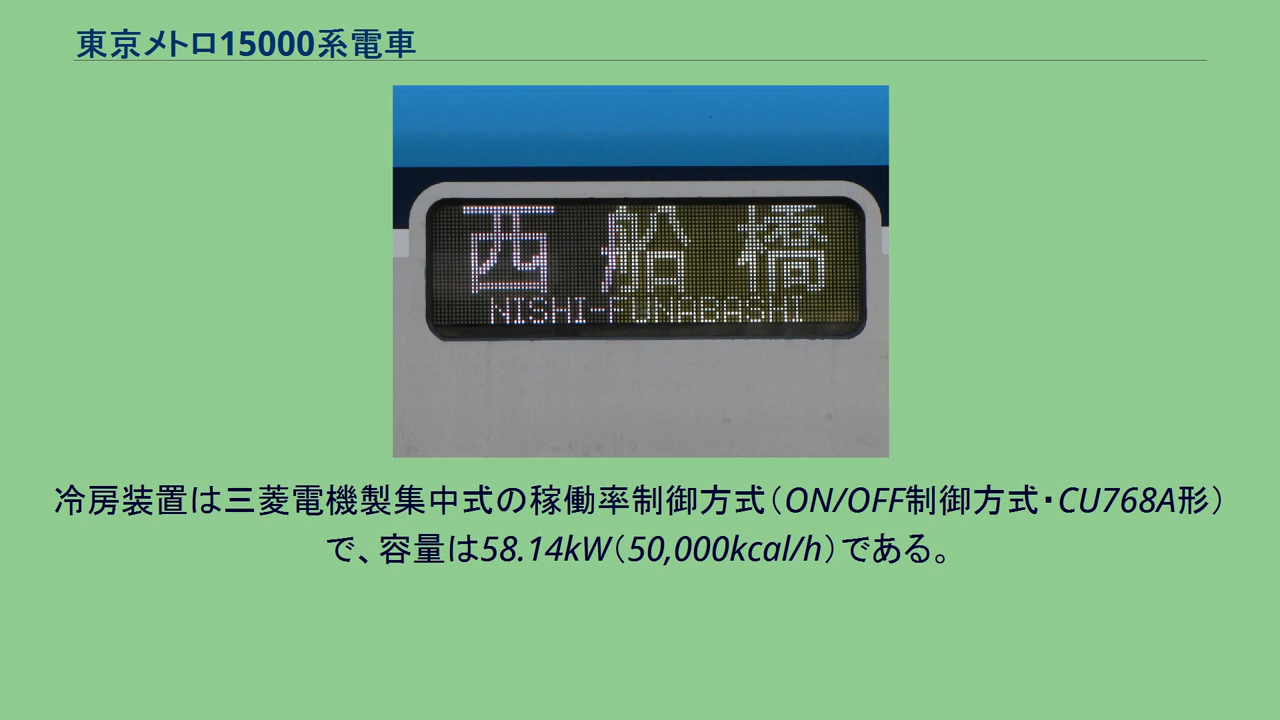 東京メトロ15000系電車
西船橋
NISHI-FUNABASHI
冷房装置は三菱電機製集中式の稼働率制御方式（ON/OFF制御方式・CU768A形）
で、容量は58.14kW（50,000kcal/h）である。